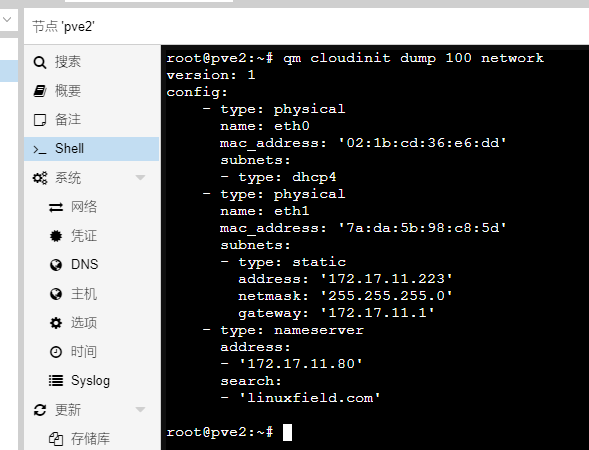 节点 'pve2'
搜索
概要
备注
>_ Shell
系统
网络
凭证
DNS
主机
选项
时间
Syslog
更新
存储库
root@pve2:~# qm cloudinit dump 100 network
version: 1
config:
    - type: physical
      name: eth0
      mac_address: '02:1b:cd:36:e6:dd'
      subnets:
      - type: dhcp4
    - type: physical
      name: eth1
      mac_address: '7a:da:5b:98:c8:5d'
      subnets:
      - type: static
        address: '172.17.11.223'
        netmask: '255.255.255.0'
        gateway: '172.17.11.1'
    - type: nameserver
      address:
      - '172.17.11.80'
      search:
      - 'linuxfield.com'
root@pve2:~#